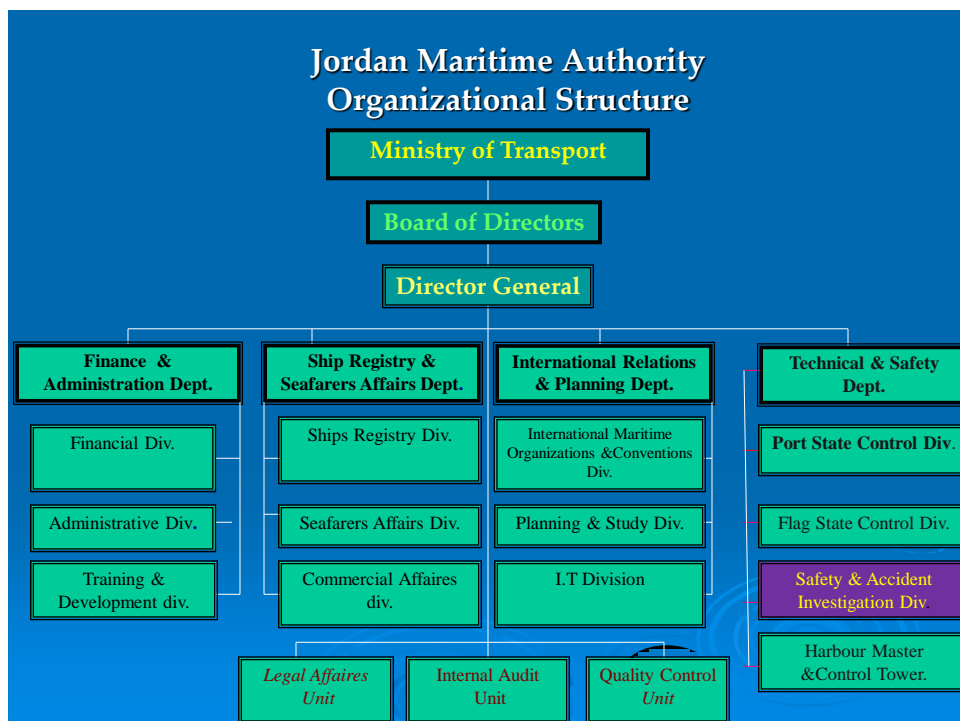 Jordan Maritime Authority
Organizational Structure
Ministry of Transport
Board of Directors
Director General
Finance &
Administration Dept.
Ship Registry &
Seafarers Affairs Dept.
International Relations
& Planning Dept.
Technical & Safety
Dept.
Financial Div.
Ships Registry Div.
International Maritime
Organizations &Conventions
Div.
Port State Control Div.
Administrative Div.
Seafarers Affairs Div.
Planning & Study Div.
Flag State Control Div.
Training &
Development div.
Commercial Affaires
div.
I.T Division
Safety & Accident
Investigation Div.
Harbour Master
&Control Tower.
Legal Affaires
Unit
Internal Audit
Unit
Quality Control
Unit